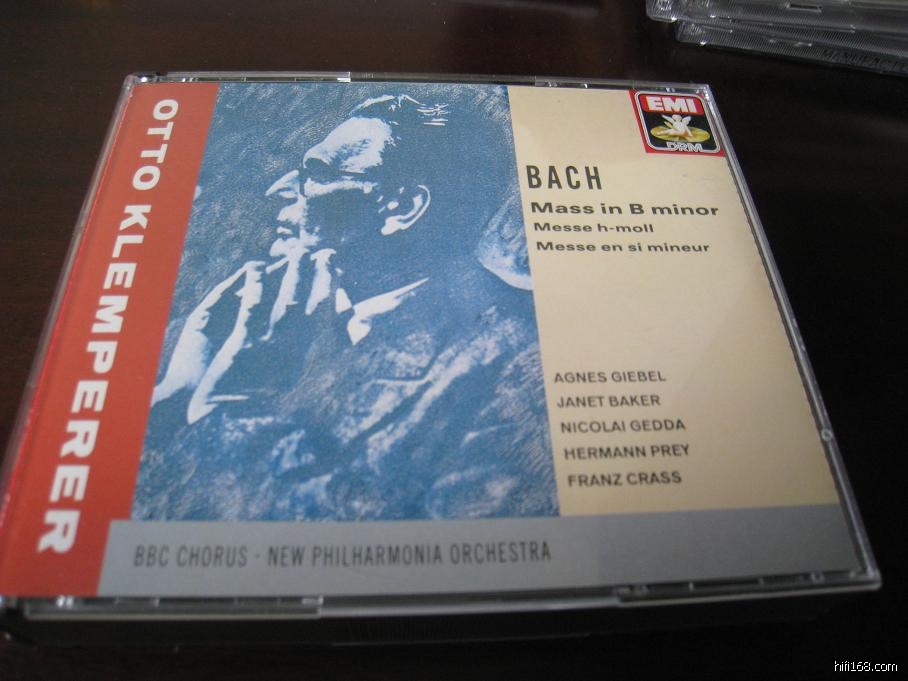 OTTO KLEMPERER
EMI
DRM
BACH
Mass in B minor
Messe h-moll
Messe en si mineur
AGNES GIEBEL
JANET BAKER
NICOLAI GEDDA
HERMANN PREY
FRANZ CRASS
BBC CHORUS · NEW PHILHARMONIA ORCHESTRA
hifi168.com